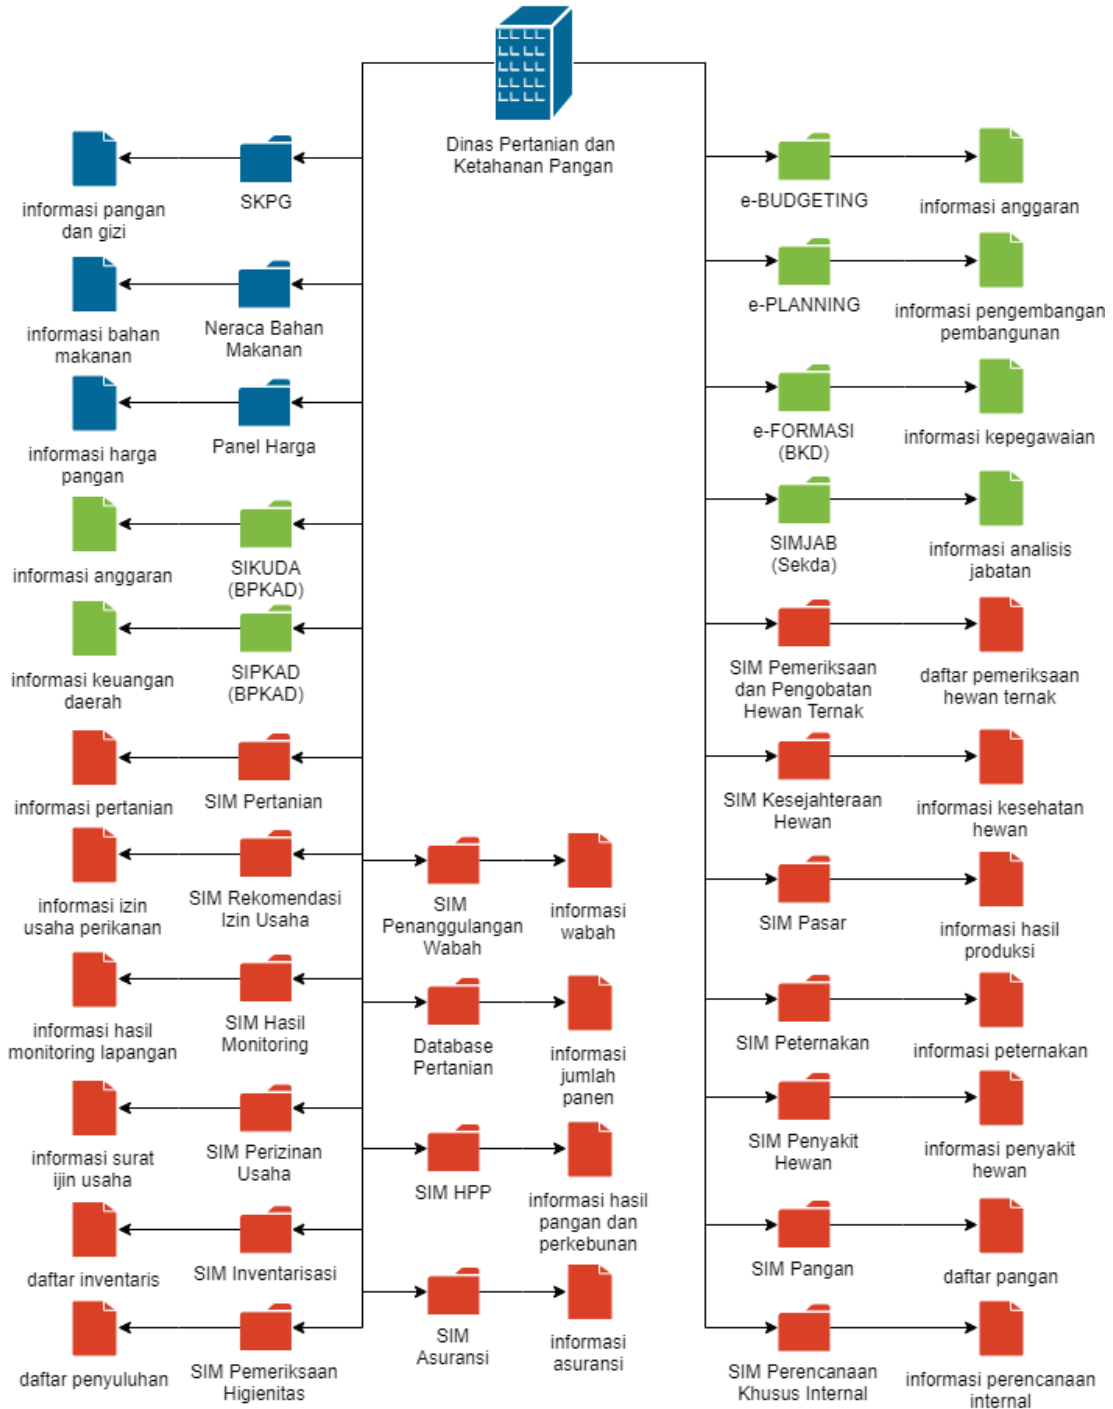 Dinas Pertanian dan
Ketahanan Pangan
SKPG
informasi pangan
dan gizi
Neraca Bahan
Makanan
informasi bahan
makanan
Panel Harga
informasi harga
pangan
SIKUDA
(BPKAD)
informasi anggaran
SIPKAD
(BPKAD)
informasi keuangan
daerah
SIM Pertanian
informasi pertanian
SIM Rekomendasi
Izin Usaha
informasi izin
usaha perikanan
SIM Hasil
Monitoring
informasi hasil
monitoring lapangan
SIM Perizinan
Usaha
informasi surat
ijin usaha
SIM Inventarisasi
daftar inventaris
SIM Pemeriksaan
Higienitas
daftar penyuluhan
SIM
Penanggulangan
Wabah
informasi
wabah
Database
Pertanian
informasi
jumlah
panen
SIM HPP
informasi hasil
pangan dan
perkebunan
SIM
Asuransi
informasi
asuransi
e-BUDGETING
informasi anggaran
e-PLANNING
informasi pengembangan
pembangunan
e-FORMASI
(BKD)
informasi kepegawaian
SIMJAB
(Sekda)
informasi analisis
jabatan
SIM Pemeriksaan
dan Pengobatan
Hewan Ternak
daftar pemeriksaan
hewan ternak
SIM Kesejahteraan
Hewan
informasi kesehatan
hewan
SIM Pasar
informasi hasil
produksi
SIM Peternakan
informasi peternakan
SIM Penyakit
Hewan
informasi penyakit
hewan
SIM Pangan
daftar pangan
SIM Perencanaan
Khusus Internal
informasi perencanaan
internal